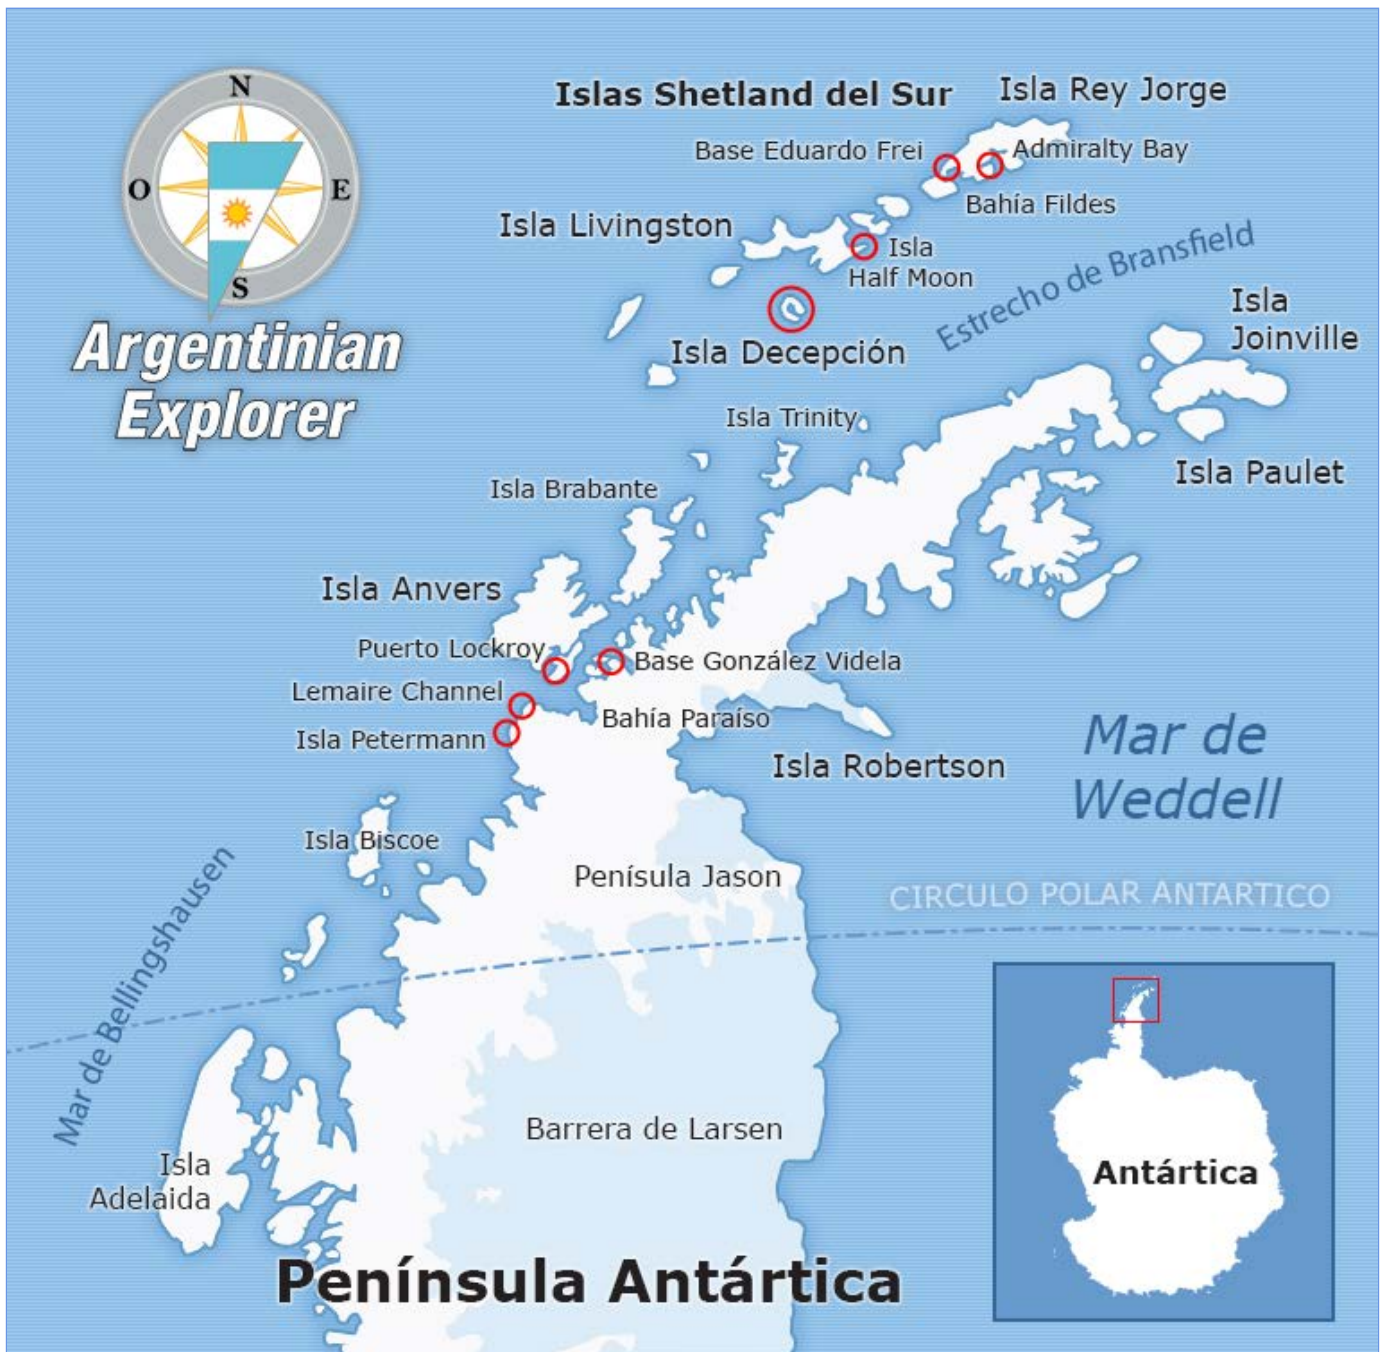 N
O
E
S
Argentinian
Explorer
Islas Shetland del Sur
Isla Rey Jorge
Base Eduardo Frei
Admiralty Bay
Bahía Fildes
Isla Livingston
Isla
Half Moon
Estrecho de Bransfield
Isla Decepción
Isla
Joinville
Isla Trinity
Isla Paulet
Isla Brabante
Isla Anvers
Puerto Lockroy
Base González Videla
Lemaire Channel
Bahía Paraíso
Isla Petermann
Isla Robertson
Mar de
Weddell
Isla Biscoe
Penísula Jason
CIRCULO POLAR ANTARTICO
Mar de Bellingshausen
Barrera de Larsen
Isla
Adelaida
Antártica
Península Antártica